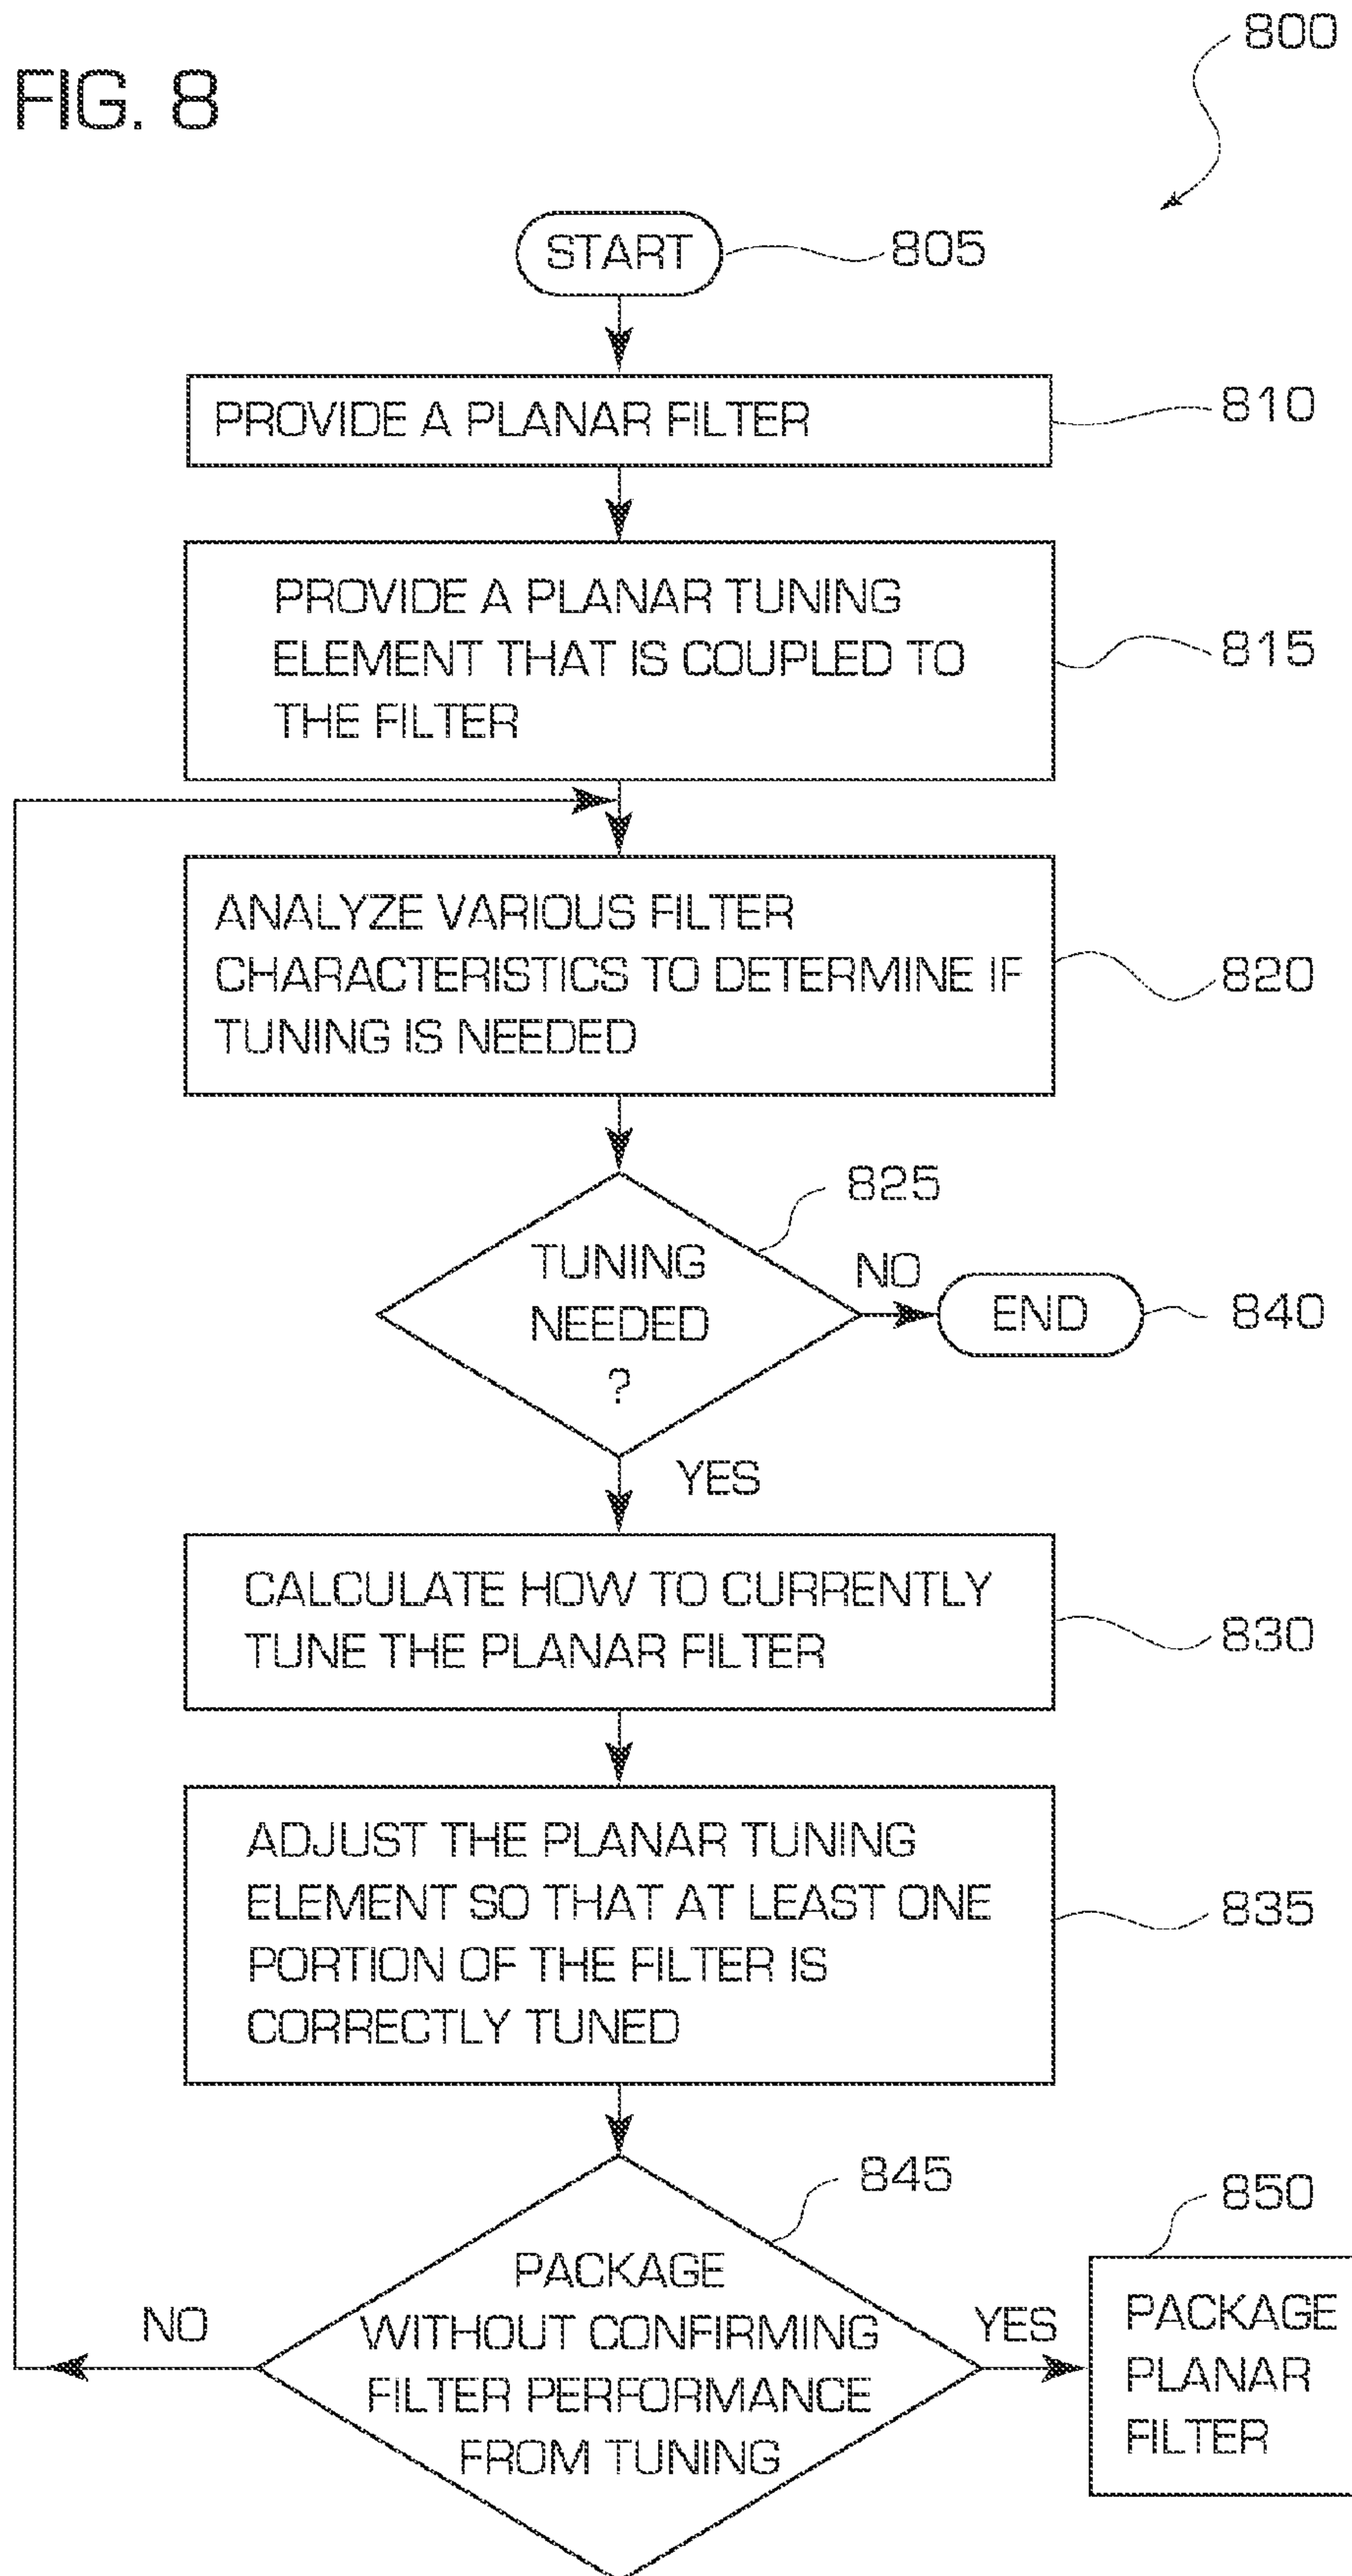 FIG. 8
800
START
805
PROVIDE A PLANAR FILTER
810
PROVIDE A PLANAR TUNING
ELEMENT THAT IS COUPLED TO
THE FILTER
815
ANALYZE VARIOUS FILTER
CHARACTERISTICS TO DETERMINE IF
TUNING IS NEEDED
820
825
TUNING
NEEDED
?
NO
END
840
YES
CALCULATE HOW TO CURRENTLY
TUNE THE PLANAR FILTER
830
ADJUST THE PLANAR TUNING
ELEMENT SO THAT AT LEAST ONE
PORTION OF THE FILTER IS
CORRECTLY TUNED
835
845
PACKAGE
WITHOUT CONFIRMING
FILTER PERFORMANCE
FROM TUNING
NO
YES
850
PACKAGE
PLANAR
FILTER